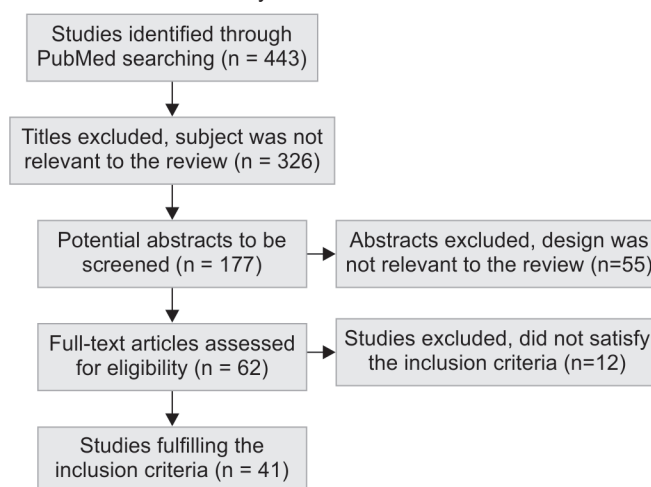 Studies identified through
PubMed searching (n = 443)
Titles excluded, subject was not
relevant to the review (n = 326)
Potential abstracts to be
screened (n = 177)
Abstracts excluded, design was
not relevant to the review (n=55)
Full-text articles assessed
for eligibility (n = 62)
Studies excluded, did not satisfy
the inclusion criteria (n=12)
Studies fulfilling the
inclusion criteria (n = 41)